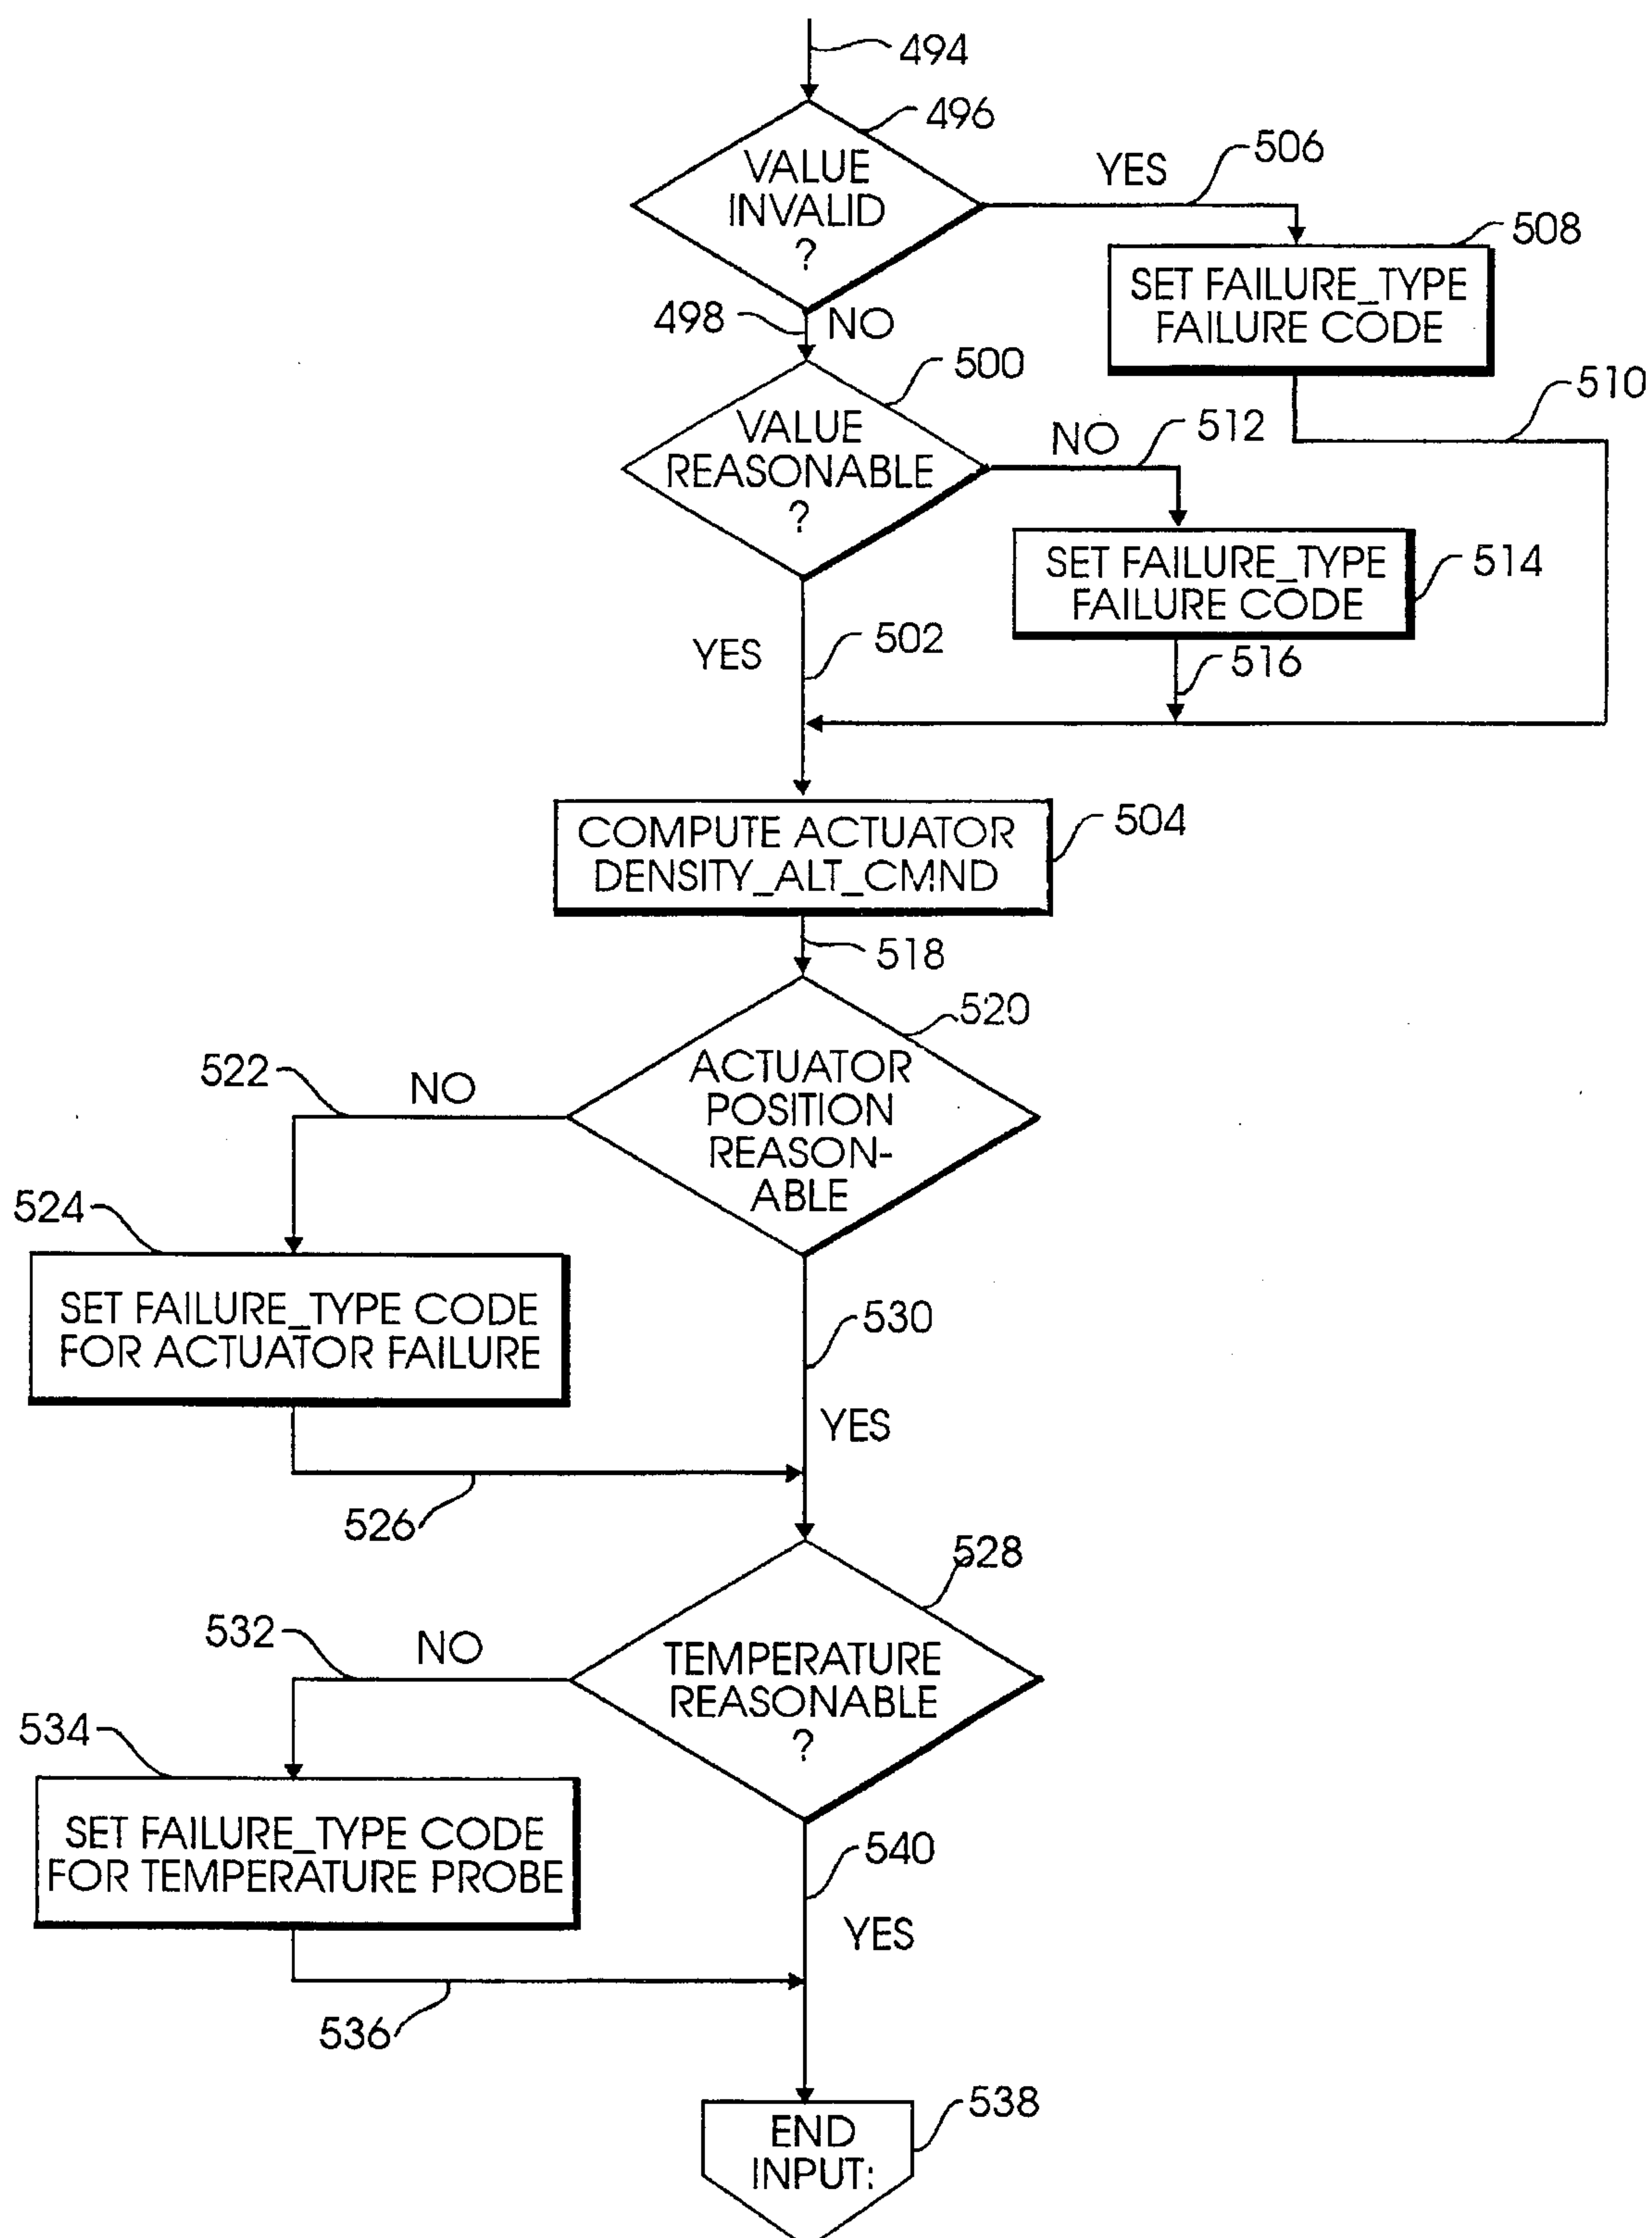 494
496
VALUE
INVALID
?
YES
506
508
SET FAILURE_TYPE
FAILURE CODE
498
NO
500
510
VALUE
REASONABLE
?
NO
512
SET FAILURE_TYPE
FAILURE CODE
514
YES
502
516
COMPUTE ACTUATOR
DENSITY_ALT_CMND
504
518
520
ACTUATOR
POSITION
REASON-
ABLE
522
NO
524
SET FAILURE_TYPE CODE
FOR ACTUATOR FAILURE
530
YES
526
528
TEMPERATURE
REASONABLE
?
532
NO
534
SET FAILURE_TYPE CODE
FOR TEMPERATURE PROBE
540
YES
536
538
END
INPUT: